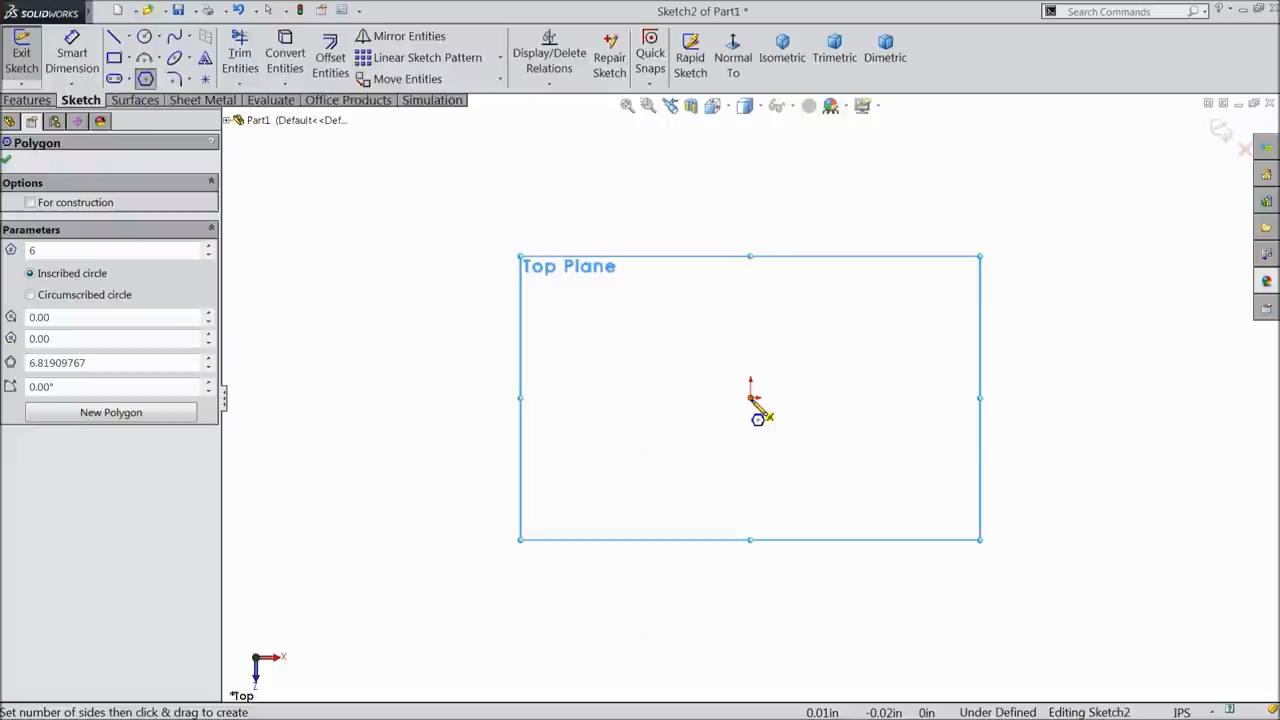 SOLIDWORKS
Sketch2 of Part1 *
Search Commands
Exit Sketch
Smart Dimension
Trim Entities
Convert Entities
Offset Entities
Mirror Entities
Linear Sketch Pattern
Move Entities
Display/Delete Relations
Repair Sketch
Quick Snaps
Rapid Sketch
Normal To
Isometric
Trimetric
Dimetric
Features
Sketch
Surfaces
Sheet Metal
Evaluate
Office Products
Simulation
Part1 (Default<<Def...
Polygon
?
Options
For construction
Parameters
6
Inscribed circle
Circumscribed circle
0.00
0.00
6.81909767
0.00°
New Polygon
Top Plane
X
Z
*Top
Set number of sides then click & drag to create
0.01in
-0.02in
0in
Under Defined
Editing Sketch2
IPS